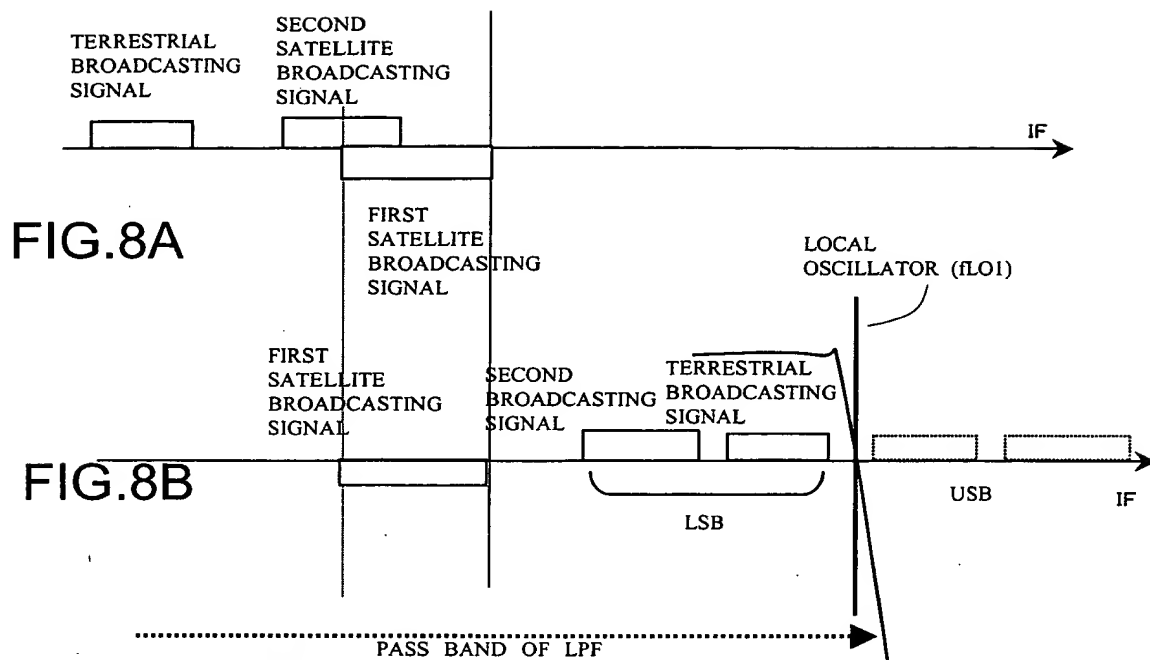 TERRESTRIAL
BROADCASTING
SIGNAL
SECOND
SATELLITE
BROADCASTING
SIGNAL
IF
FIG.8A
FIRST
SATELLITE
BROADCASTING
SIGNAL
LOCAL
OSCILLATOR (fLO1)
FIRST
SATELLITE
BROADCASTING
SIGNAL
SECOND
BROADCASTING
SIGNAL
TERRESTRIAL
BROADCASTING
SIGNAL
FIG.8B
LSB
USB
IF
PASS BAND OF LPF